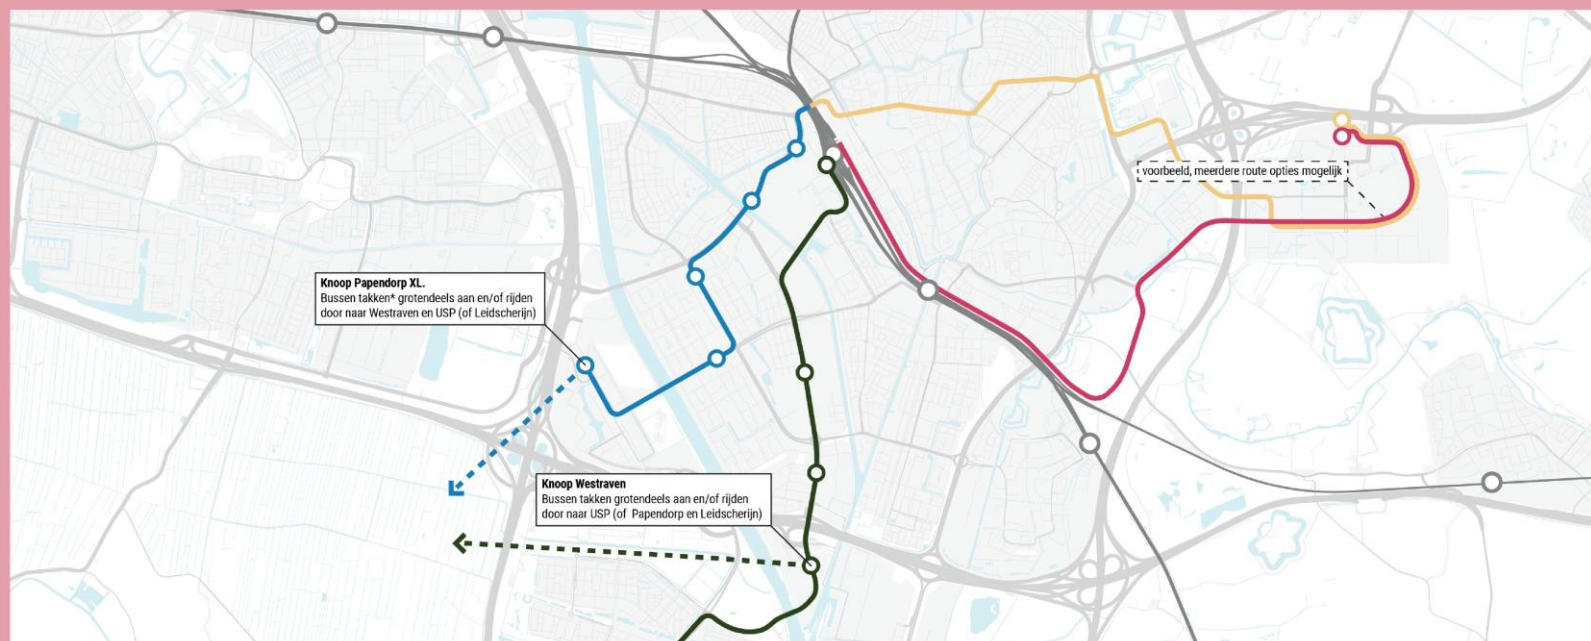 voorbeeld, meerdere route opties mogelijk
Knoop Papendorp XL.
Bussen takken* grotendeels aan en/of rijden
door naar Westraven en USP (of Leidscherijn)
Knoop Westraven
Bussen takken grotendeels aan en/of rijden
door naar USP (of Papendorp en Leidscherijn)